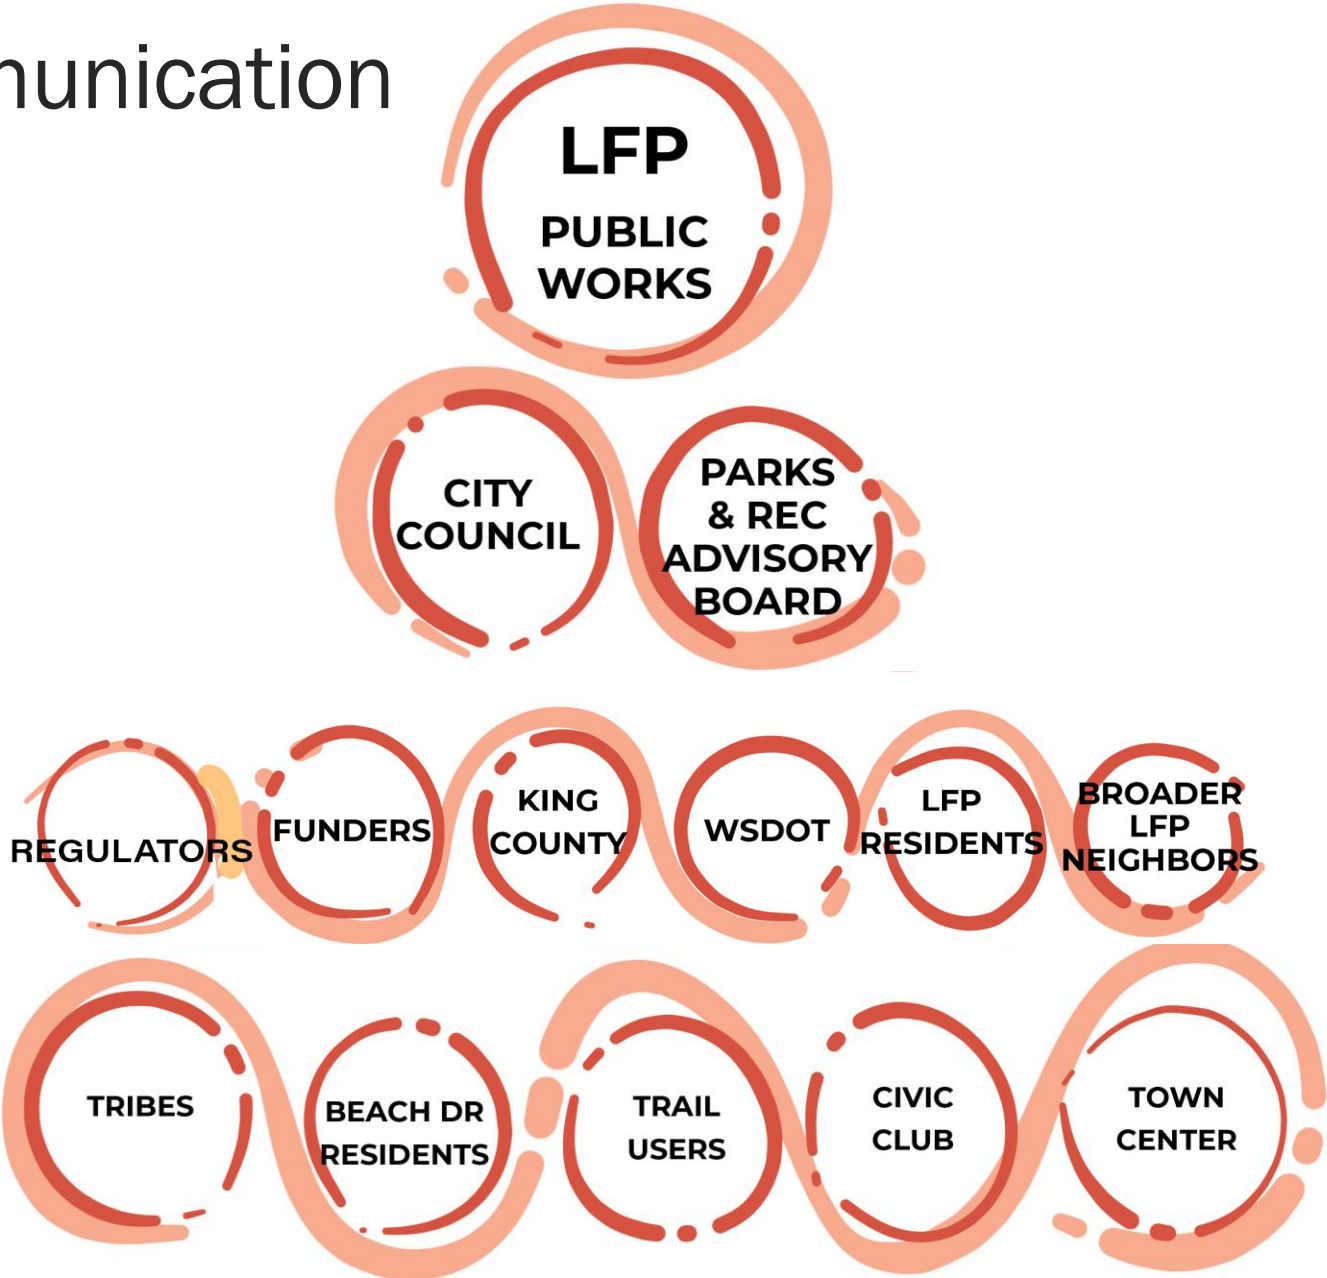 munication
LFP
PUBLIC
WORKS
CITY
COUNCIL
PARKS
& REC
ADVISORY
BOARD
REGULATORS
FUNDERS
KING
COUNTY
WSDOT
LFP
RESIDENTS
BROADER
LFP
NEIGHBORS
TRIBES
BEACH DR
RESIDENTS
TRAIL
USERS
CIVIC
CLUB
TOWN
CENTER